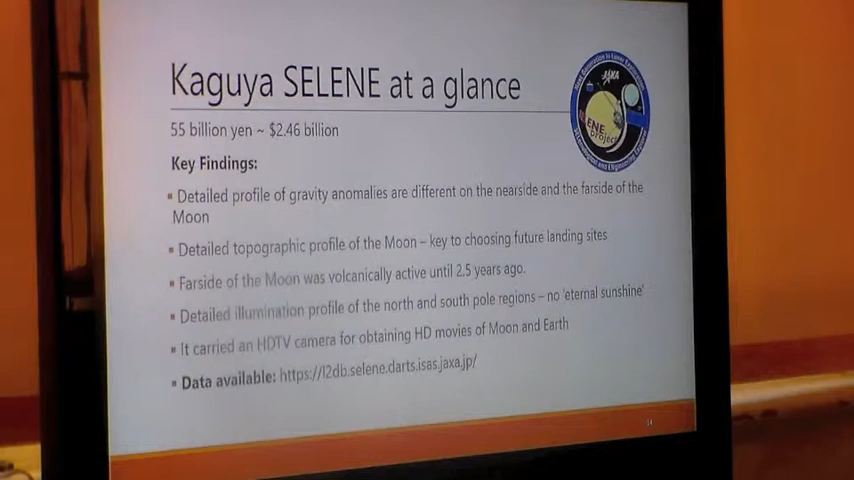 Kaguya SELENE at a glance
55 billion yen ~ $2.46 billion
Key Findings:
▪ Detailed profile of gravity anomalies are different on the nearside and the farside of the
Moon
▪ Detailed topographic profile of the Moon – key to choosing future landing sites
▪ Farside of the Moon was volcanically active until 2.5 years ago.
▪ Detailed illumination profile of the north and south pole regions – no 'eternal sunshine'
▪ It carried an HDTV camera for obtaining HD movies of Moon and Earth
▪ Data available: https://l2db.selene.darts.isas.jaxa.jp/
JAXA
project